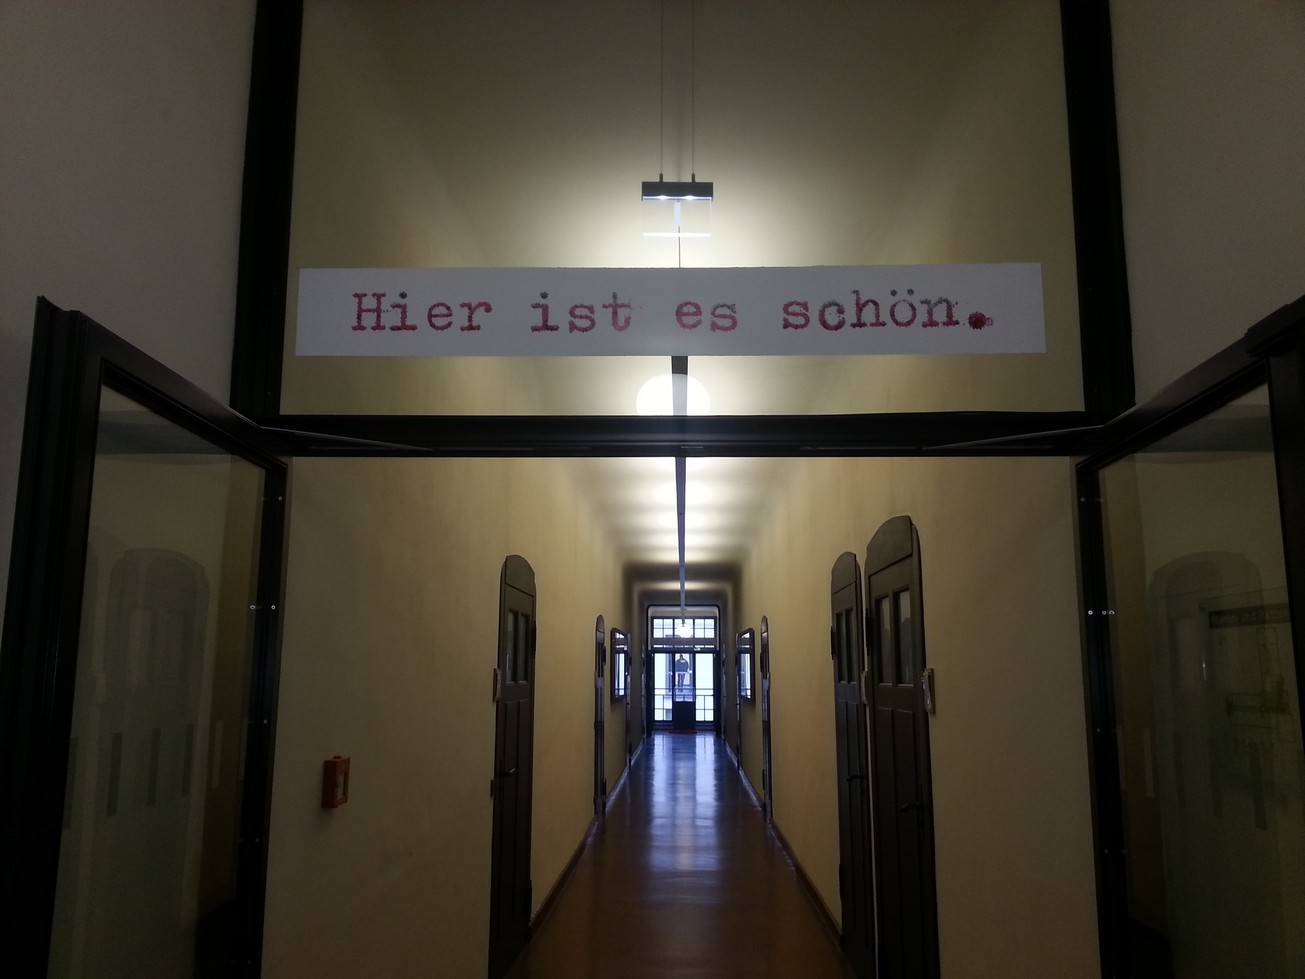 Hier ist es schön.